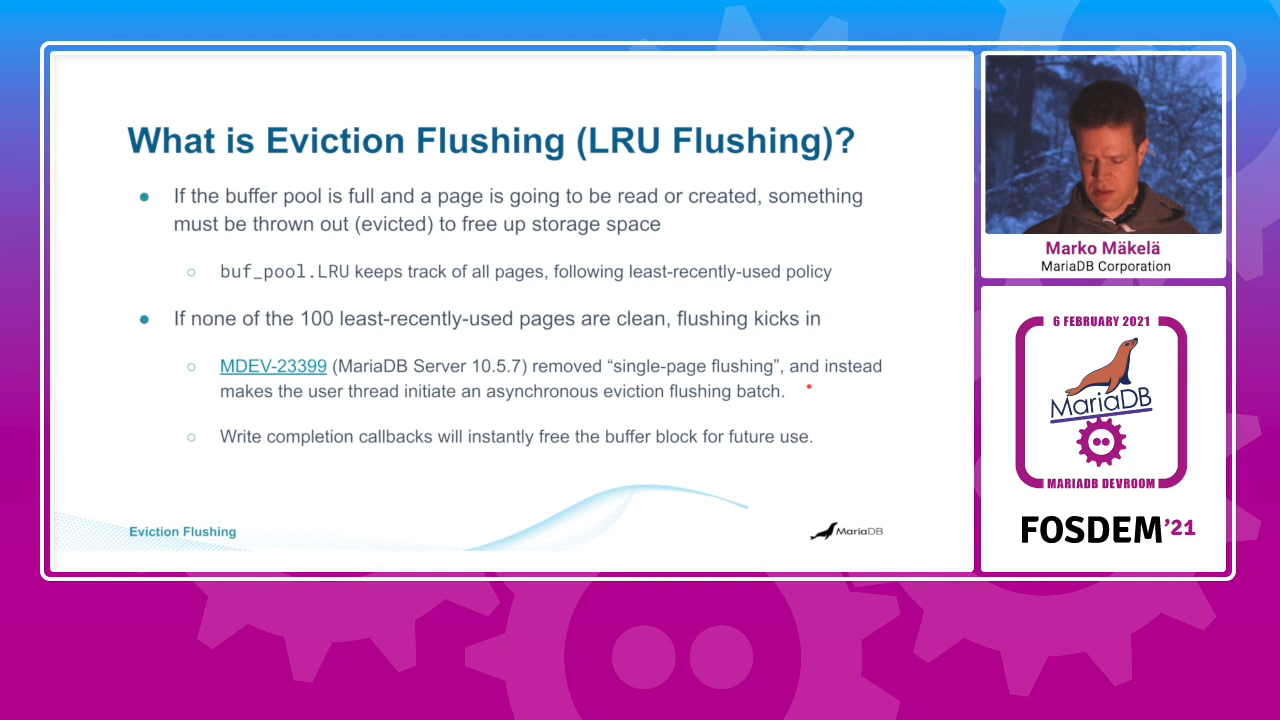 What is Eviction Flushing (LRU Flushing)?
● If the buffer pool is full and a page is going to be read or created, something
must be thrown out (evicted) to free up storage space
○ buf_pool.LRU keeps track of all pages, following least-recently-used policy
● If none of the 100 least-recently-used pages are clean, flushing kicks in
○ MDEV-23399 (MariaDB Server 10.5.7) removed “single-page flushing”, and instead
makes the user thread initiate an asynchronous eviction flushing batch.
○ Write completion callbacks will instantly free the buffer block for future use.
Eviction Flushing
MariaDB
Marko Mäkelä
MariaDB Corporation
6 FEBRUARY 2021
MariaDB
MARIADB DEVROOM
FOSDEM’21